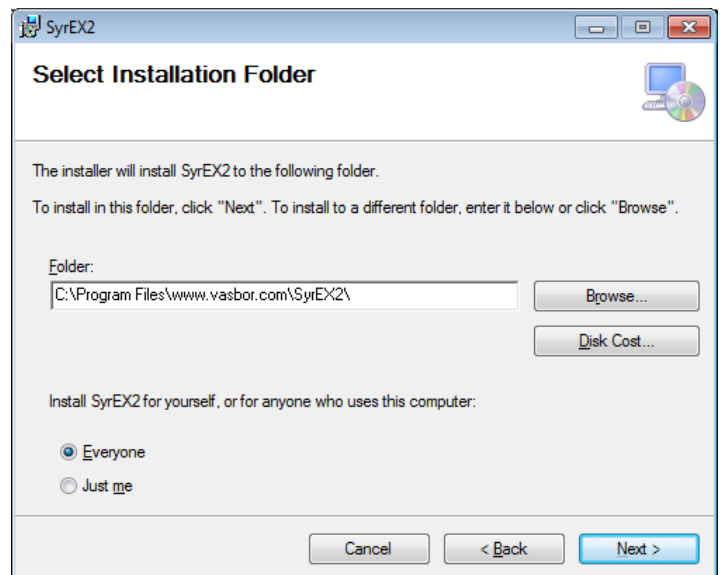 SyrEX2
Select Installation Folder
The installer will install SyrEX2 to the following folder.
To install in this folder, click "Next". To install to a different folder, enter it below or click "Browse".
Folder:
C:\Program Files\www.vasbor.com\SyrEX2\
Browse...
Disk Cost...
Install SyrEX2 for yourself, or for anyone who uses this computer:
Everyone
Just me
Cancel
< Back
Next >